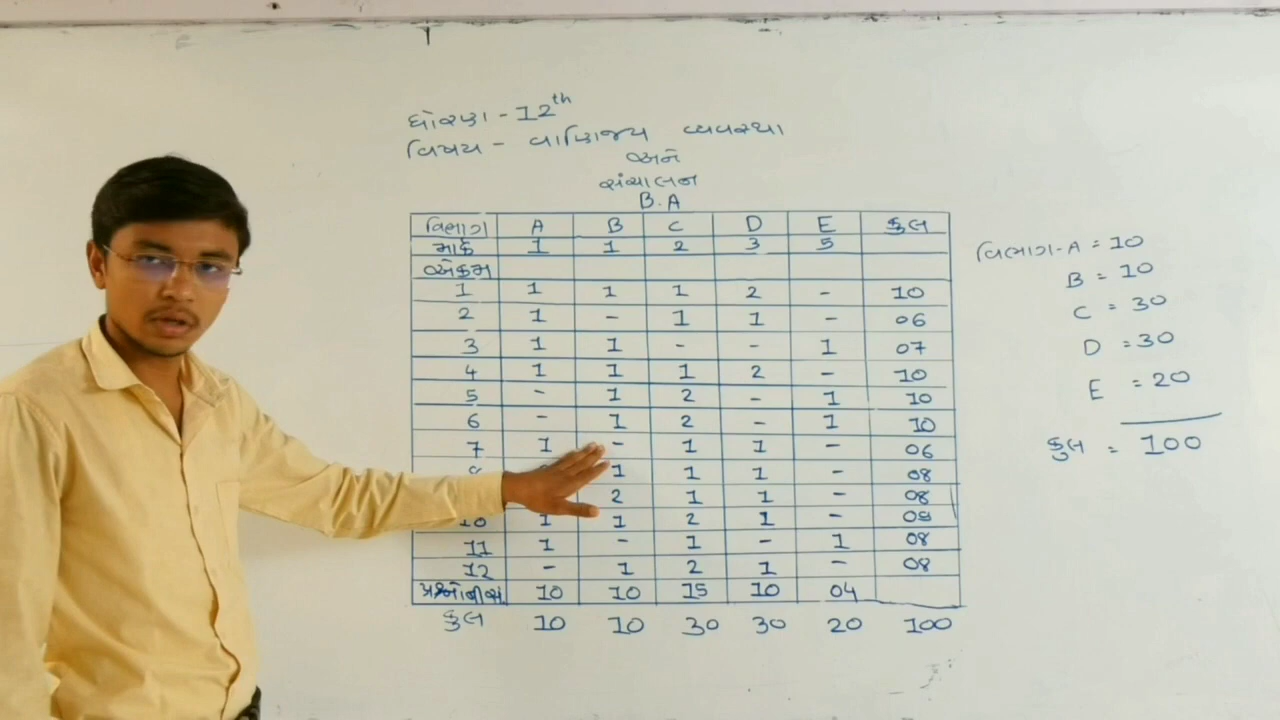 ધોરણ - 12th
વિષય - વાણિજ્ય વ્યવસ્થા
અને
સંચાલન
B.A
વિભાગ A B C D E કુલ
માર્ક 1 1 2 3 5
એકમ
1 1 1 1 2 - 10
2 1 - 1 1 - 06
3 1 1 - - 1 07
4 1 1 1 2 - 10
5 - 1 2 - 1 10
6 - 1 2 - 1 10
7 1 - 1 1 - 06
1 1 1 - 08
2 1 1 - 08
10 1 1 2 1 -
11 1 - 1 - 1 08
12 - 1 2 1 - 08
10 10 15 10 04
કુલ 10 10 30 30 20 100
વિભાગ-A = 10
B = 10
C = 30
D = 30
E = 20
કુલ = 100